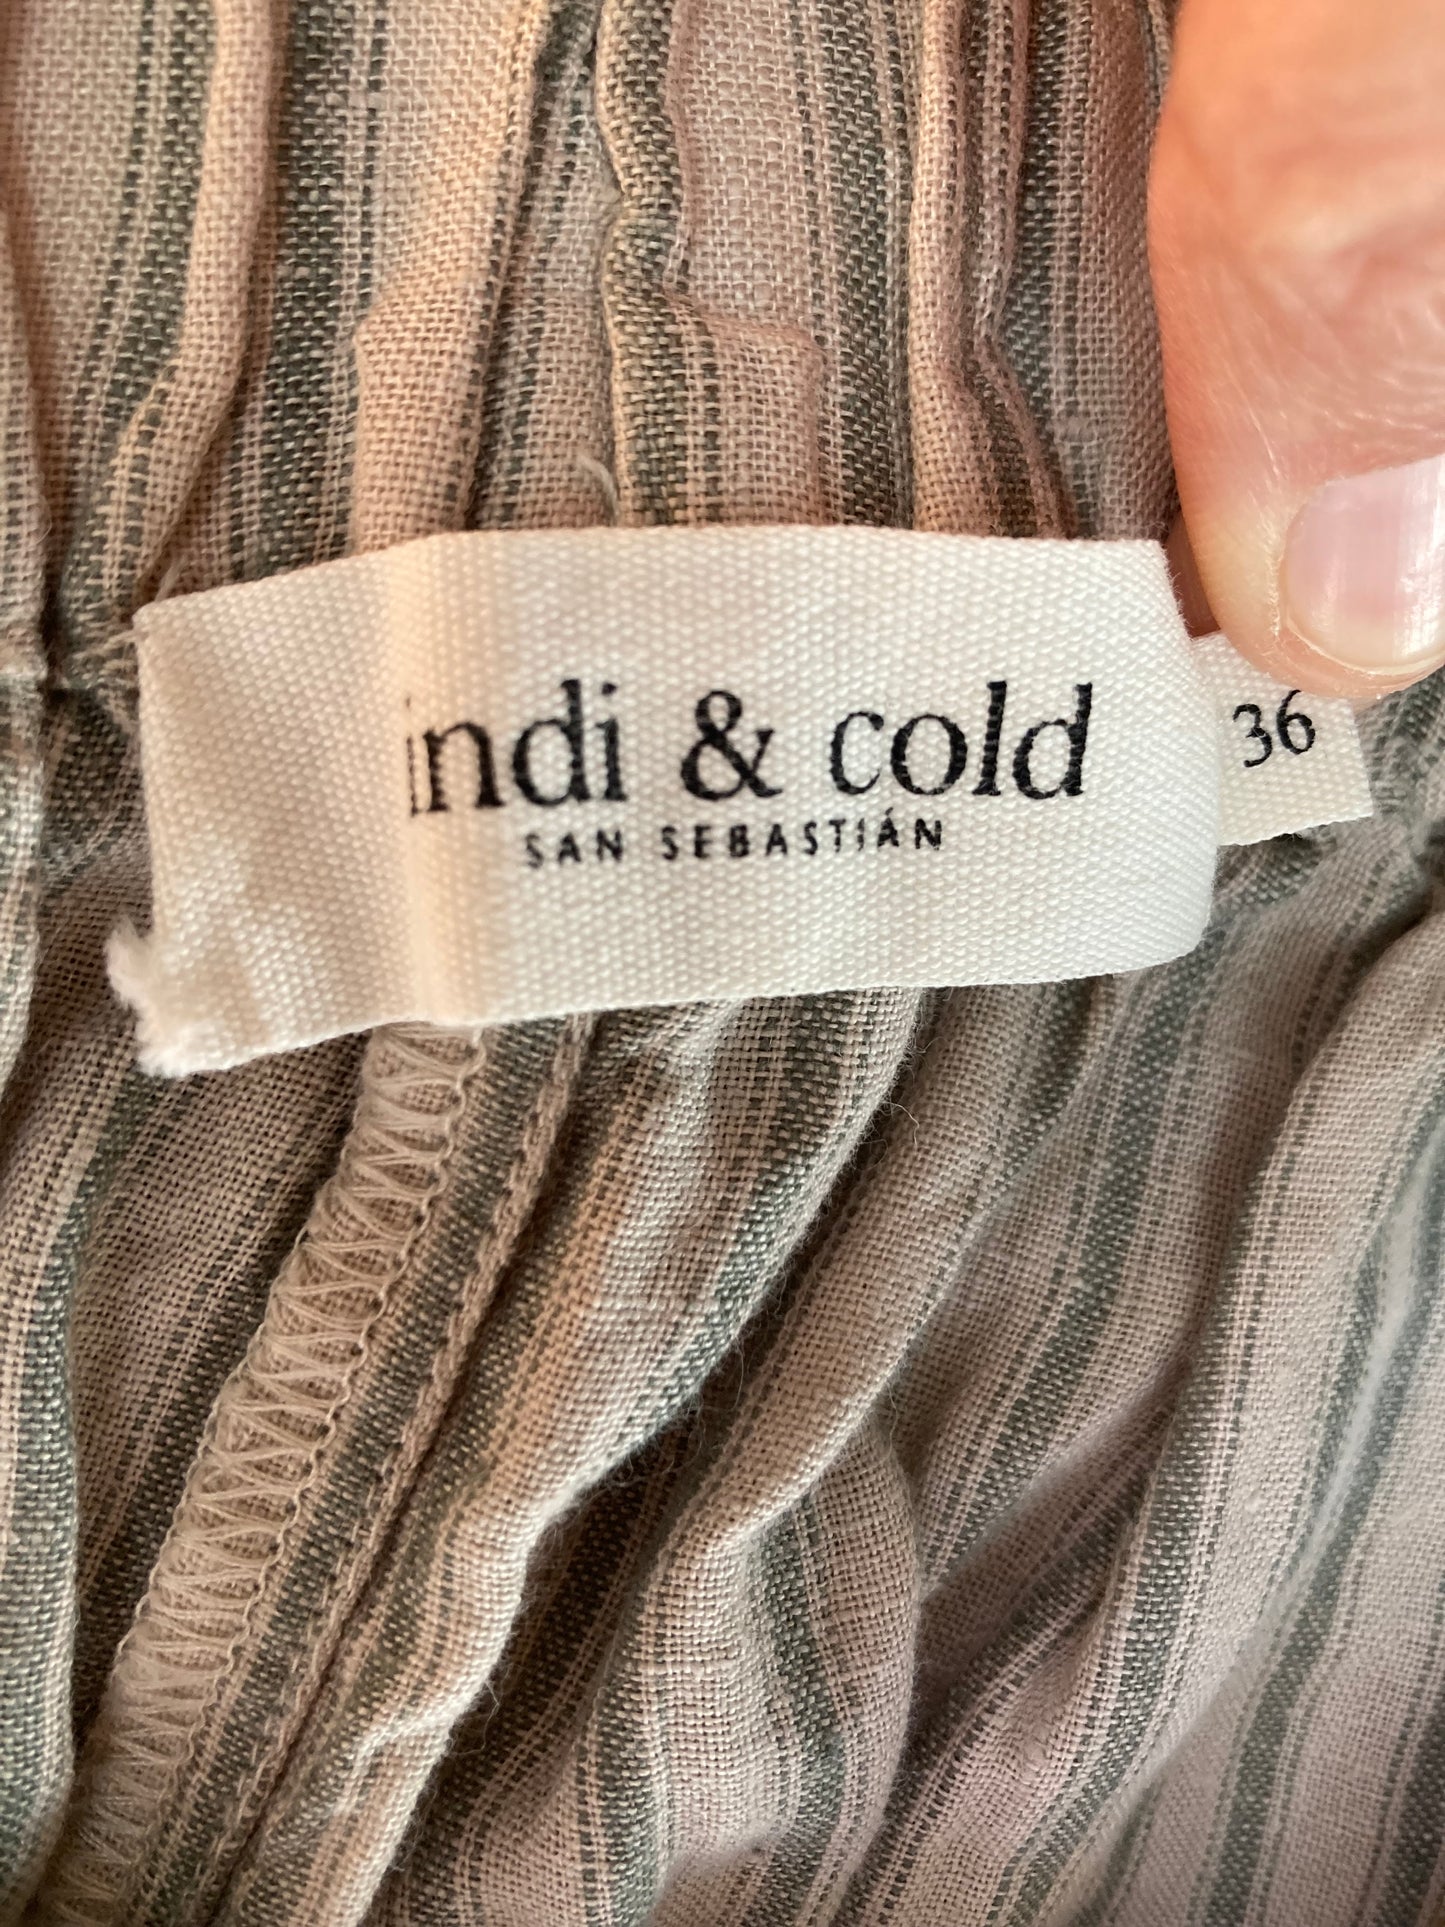 indi & cold
SAN SEBASTIÁN
36